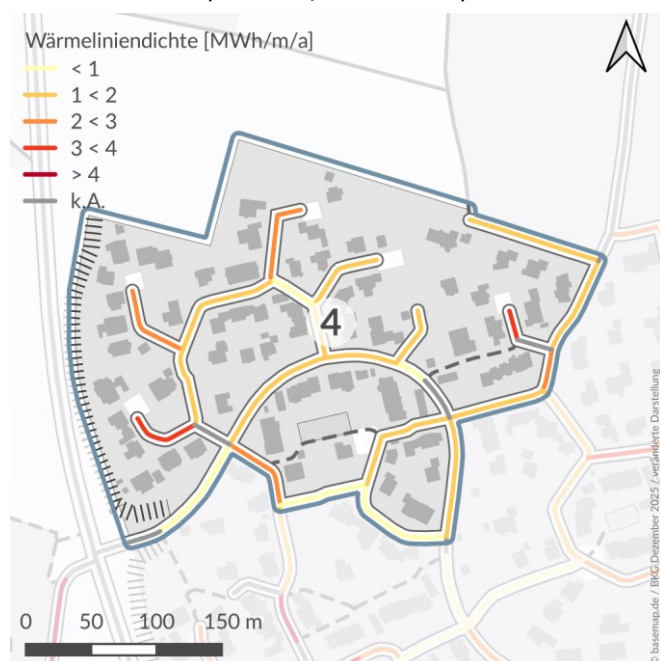 Wärmeliniendichte [MWh/m/a]
< 1
1 < 2
2 < 3
3 < 4
> 4
k.A.
4
0 50 100 150 m
© basemap.de / BKG Dezember 2025 / veränderte Darstellung